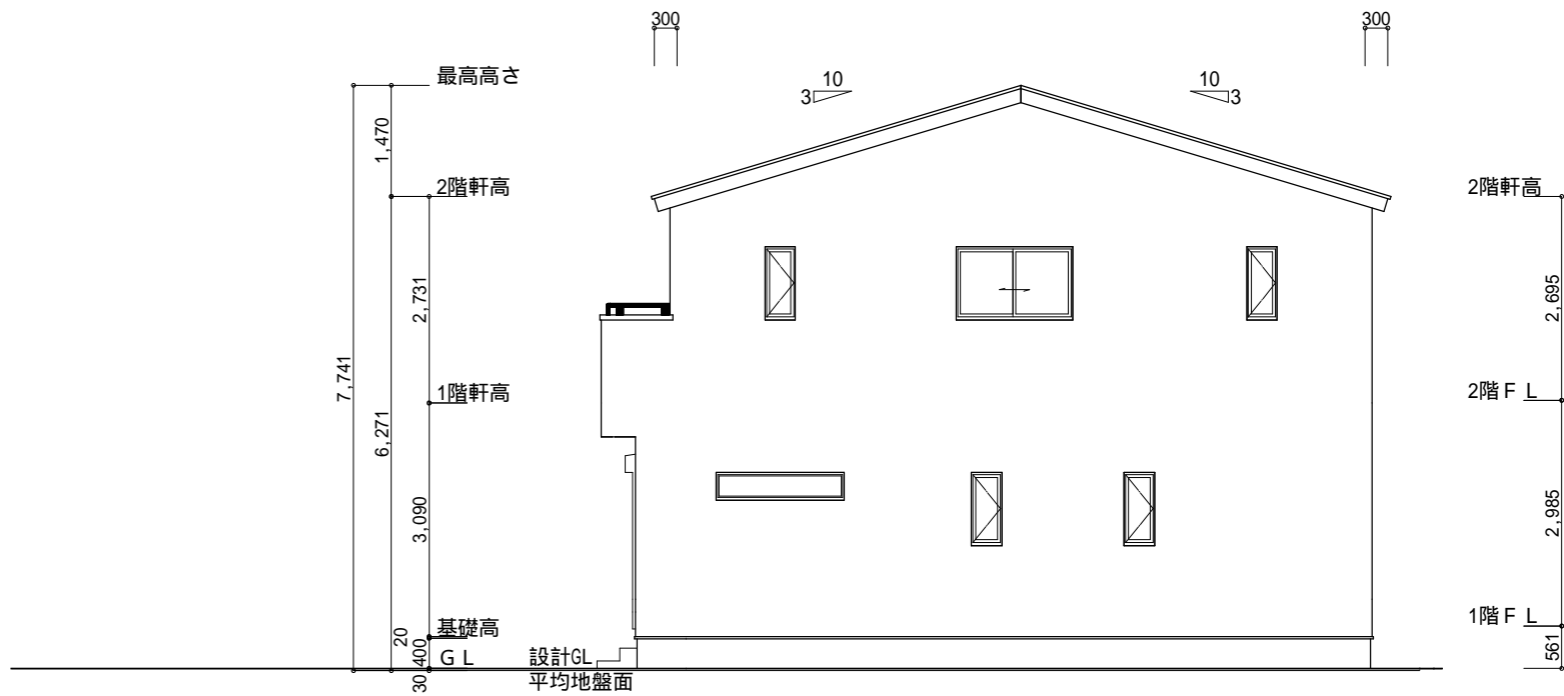 300
300
最高高さ
10
3
10
3
1,470
2階軒高
2階軒高
2,731
2,695
7,741
1階軒高
2階ＦＬ
6,271
3,090
2,985
基礎高
1階ＦＬ
20
400
ＧＬ
設計GL
561
30
平均地盤面